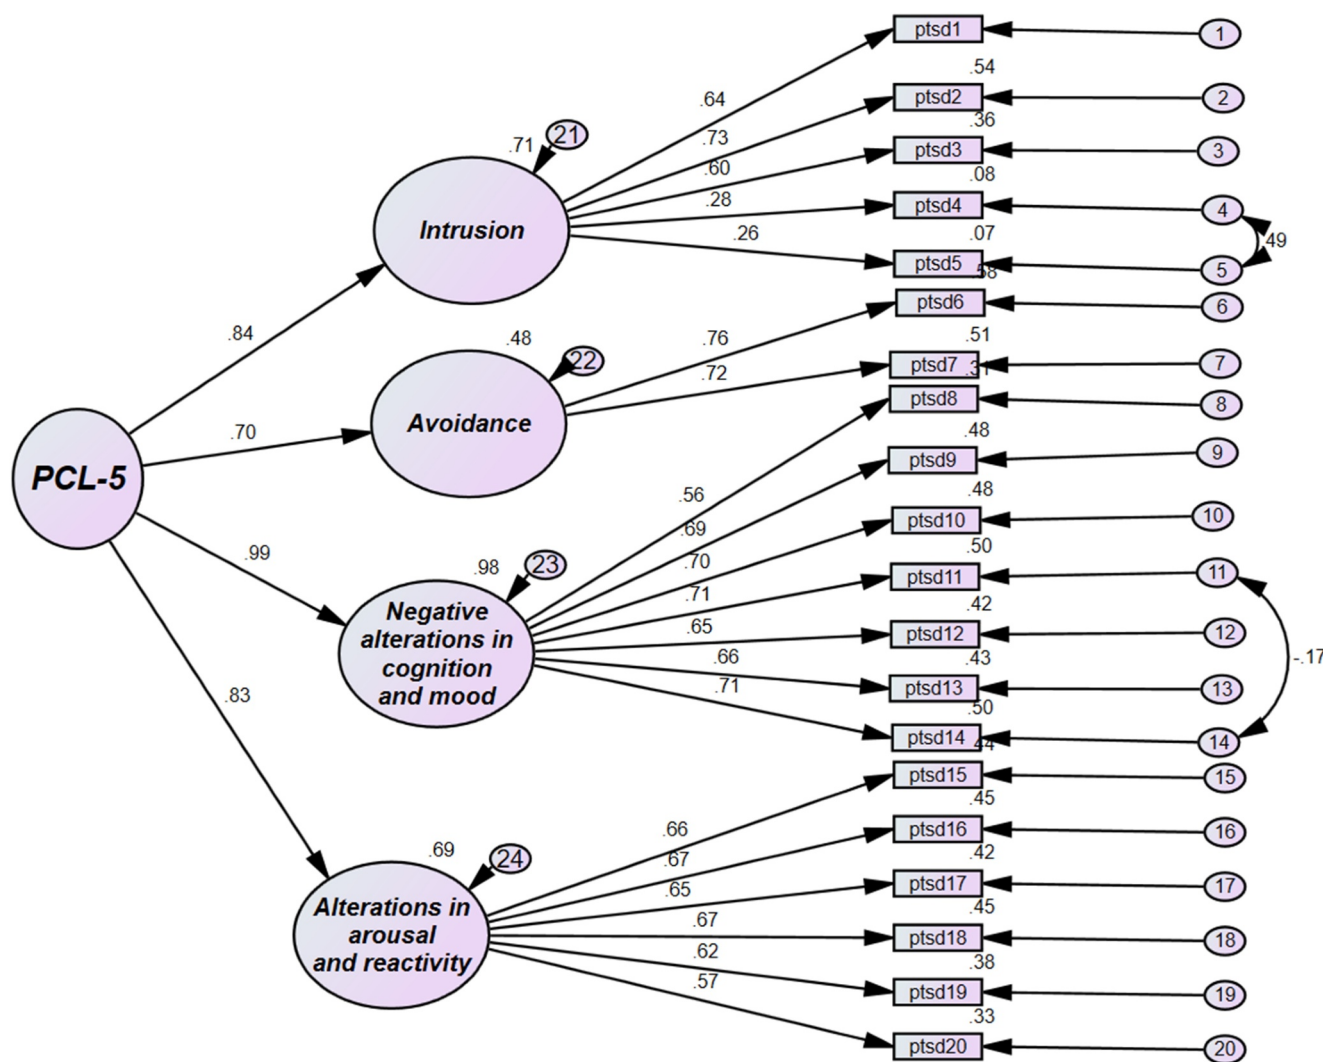 ptsd1
1
.54
.64
ptsd2
2
.36
.71
21
.73
ptsd3
3
.60
.08
.28
ptsd4
4
Intrusion
.26
.07
.49
ptsd5
5
.58
ptsd6
6
.84
.48
22
.76
.51
.72
ptsd7
7
.31
ptsd8
8
Avoidance
.70
.48
ptsd9
9
PCL-5
.56
.48
.69
ptsd10
10
.99
.98
23
.70
.50
ptsd11
11
.71
.42
Negative
alterations in
cognition
and mood
.65
ptsd12
12
.66
.43
-.17
.71
ptsd13
13
.83
.50
ptsd14
14
.44
ptsd15
15
.45
.66
ptsd16
16
.69
24
.67
.42
.65
ptsd17
17
Alterations in
arousal
and reactivity
.45
.67
ptsd18
18
.62
.38
.57
ptsd19
19
.33
ptsd20
20